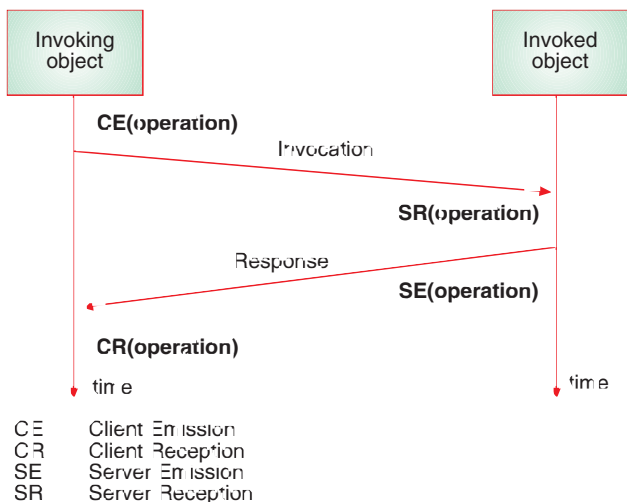 Invoking
object
Invoked
object
CE(operation)
Invocation
SR(operation)
Response
SE(operation)
CR(operation)
time
time
CE Client Emission
CR Client Reception
SE Server Emission
SR Server Reception